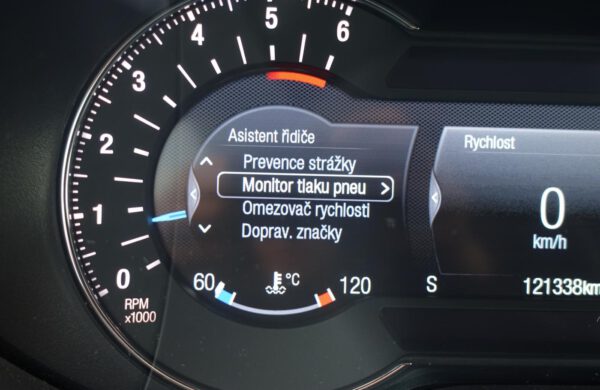 6
5
4
3
2
1
0
RPM
x1000
Asistent řidiče
Prevence strážky
Monitor tlaku pneu
Omezovač rychlosti
Doprav. značky
60 °C 120
Rychlost
0
km/h
S 121338km